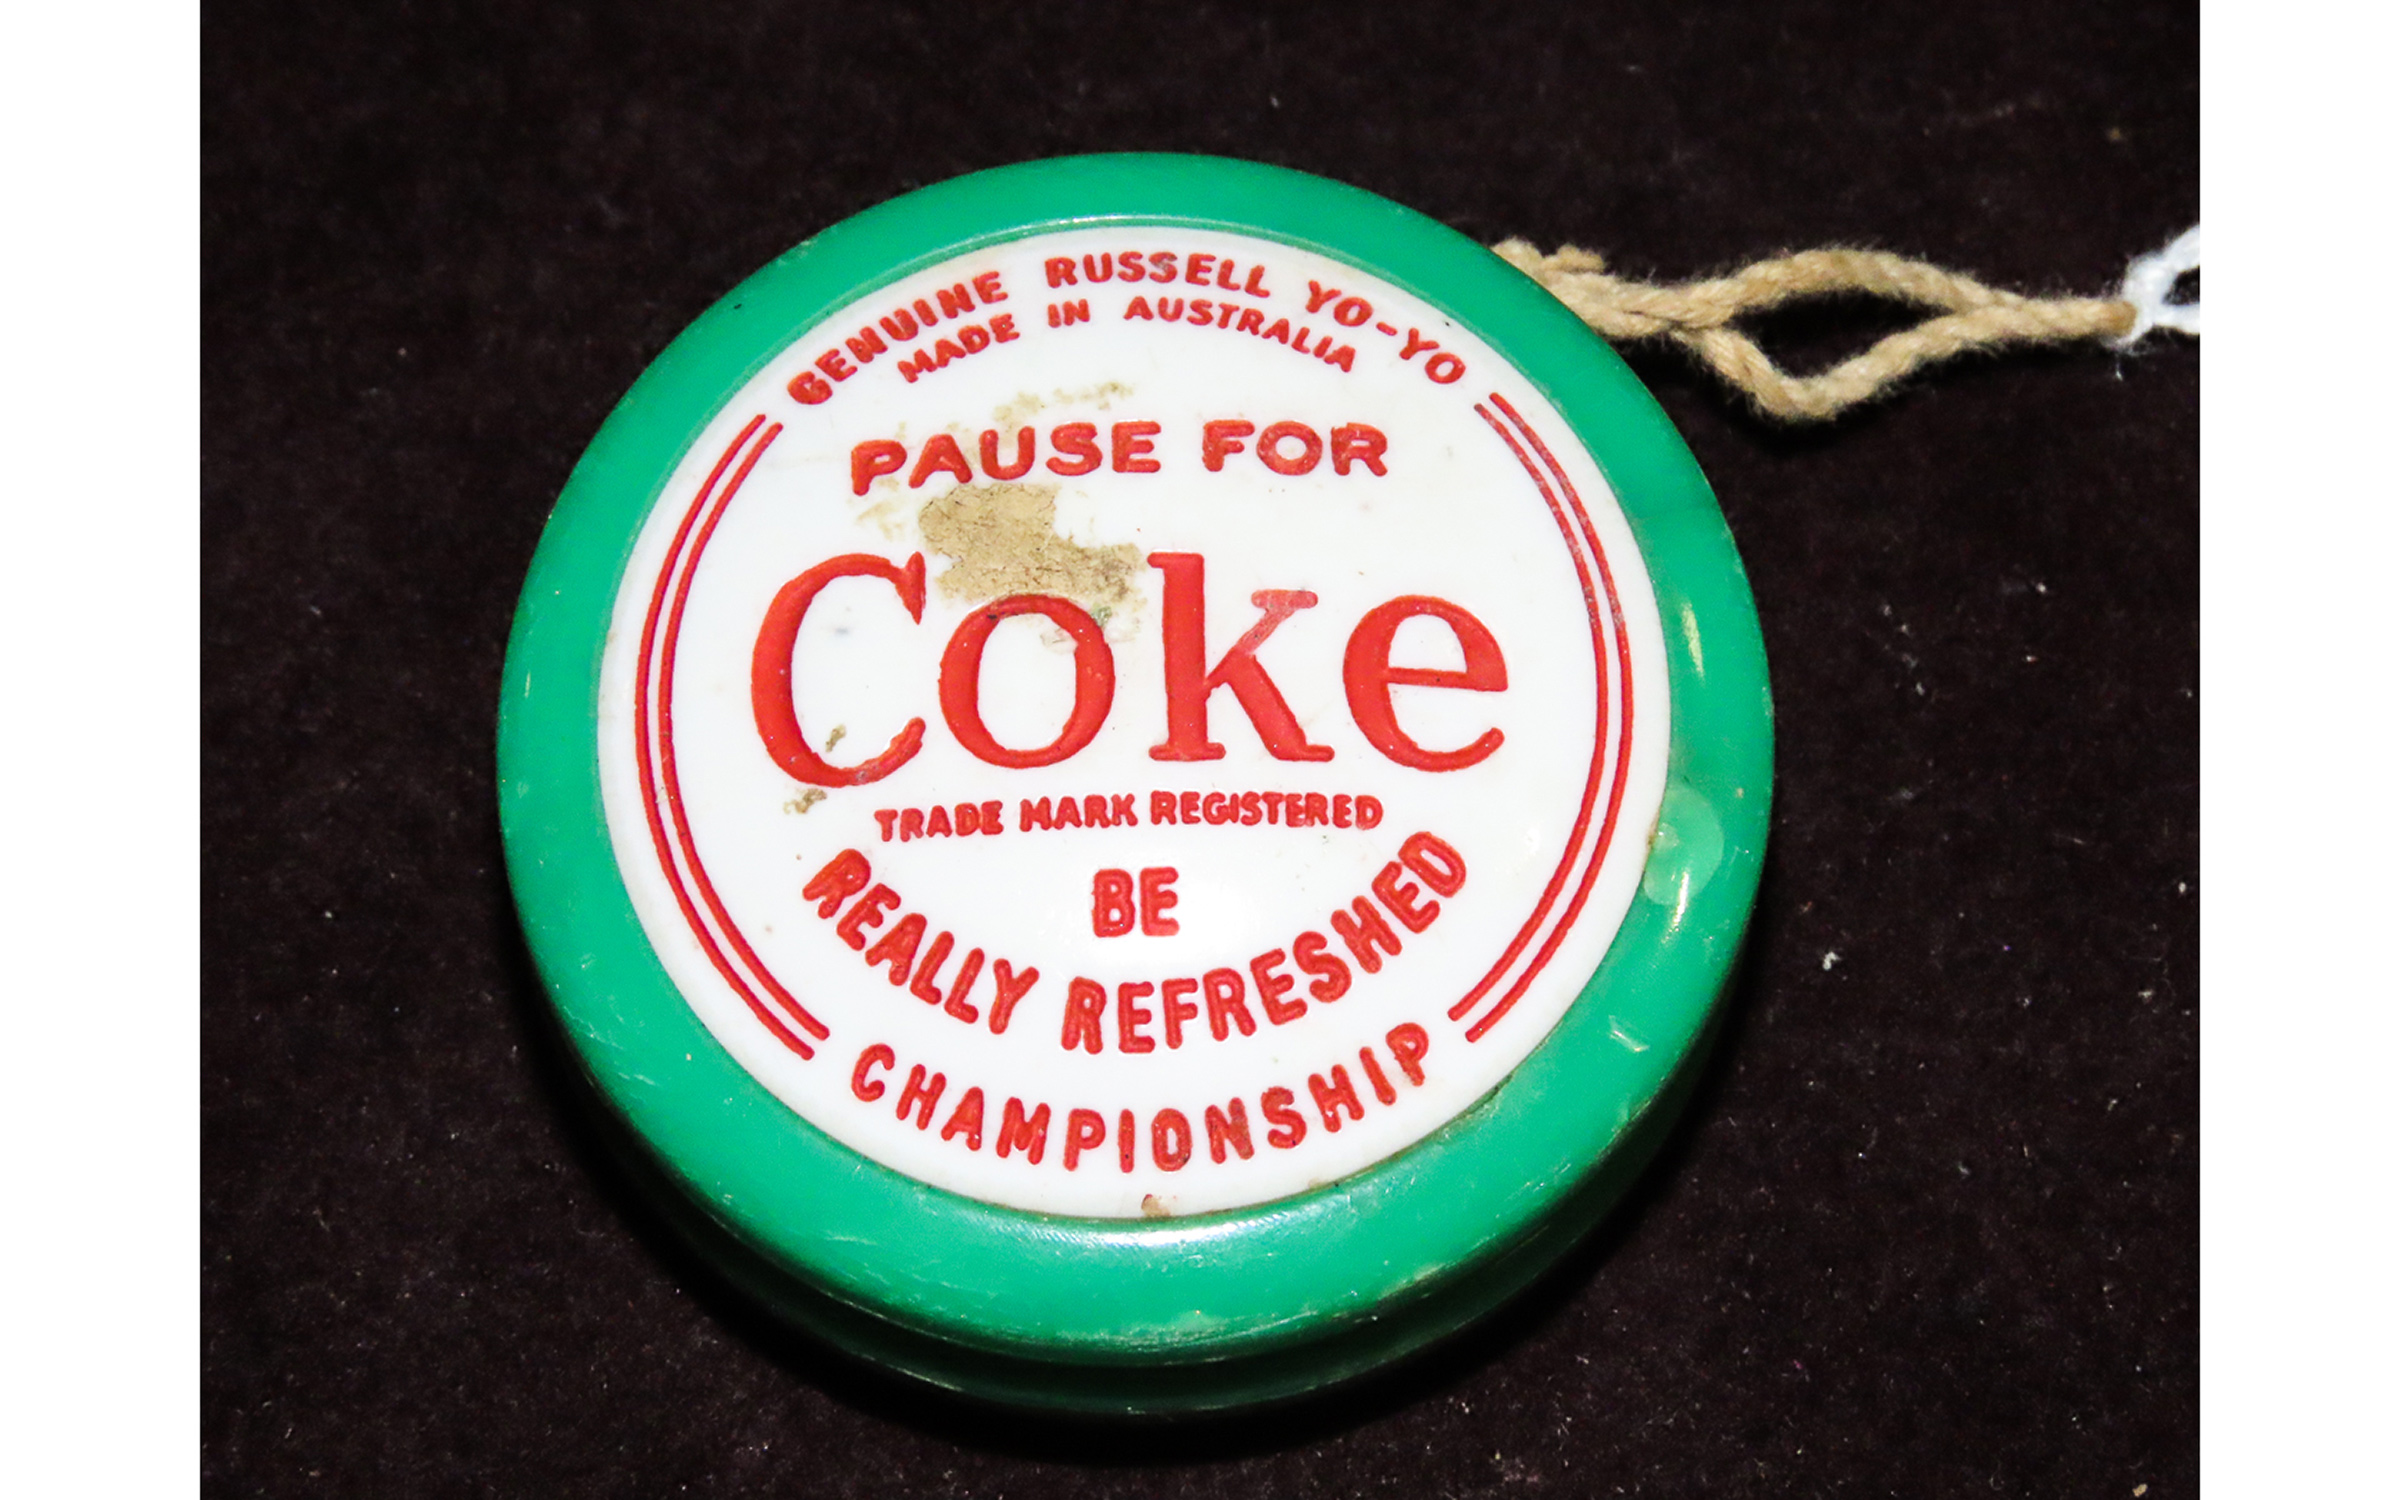 GENUINE RUSSELL YO-YO
MADE IN AUSTRALIA
PAUSE FOR
Coke
TRADE MARK REGISTERED
BE
REALLY REFRESHED
CHAMPIONSHIP